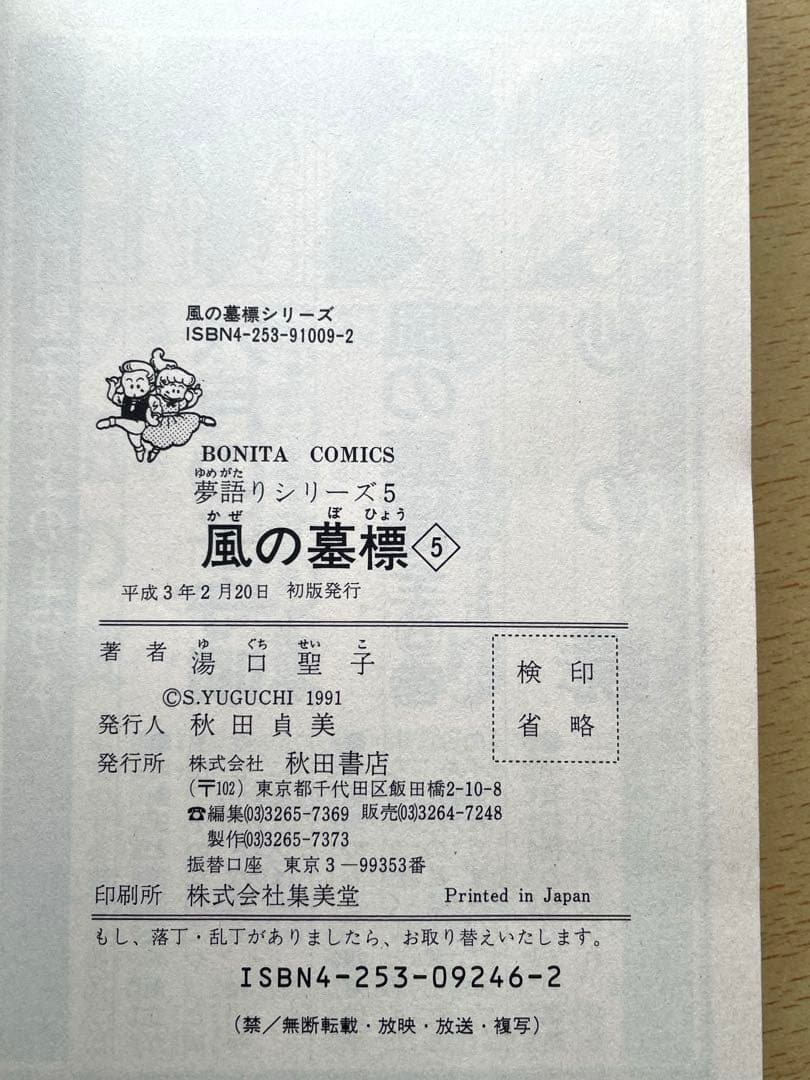 風の墓標シリーズ
ISBN4-253-91009-2
BONITA COMICS
ゆめがた
夢語りシリーズ5
かぜ ぼ ひょう
風の墓標 5
平成3年2月20日 初版発行
ゆ ぐち せい こ
著者 湯口聖子
©S.YUGUCHI 1991
検印
省略
発行人 秋田貞美
発行所 株式会社 秋田書店
(〒102) 東京都千代田区飯田橋2-10-8
☎編集(03)3265-7369 販売(03)3264-7248
製作(03)3265-7373
振替口座 東京3—99353番
印刷所 株式会社集美堂 Printed in Japan
もし、落丁・乱丁がありましたら、お取り替えいたします。
ISBN4-253-09246-2
(禁/無断転載・放映・放送・複写)